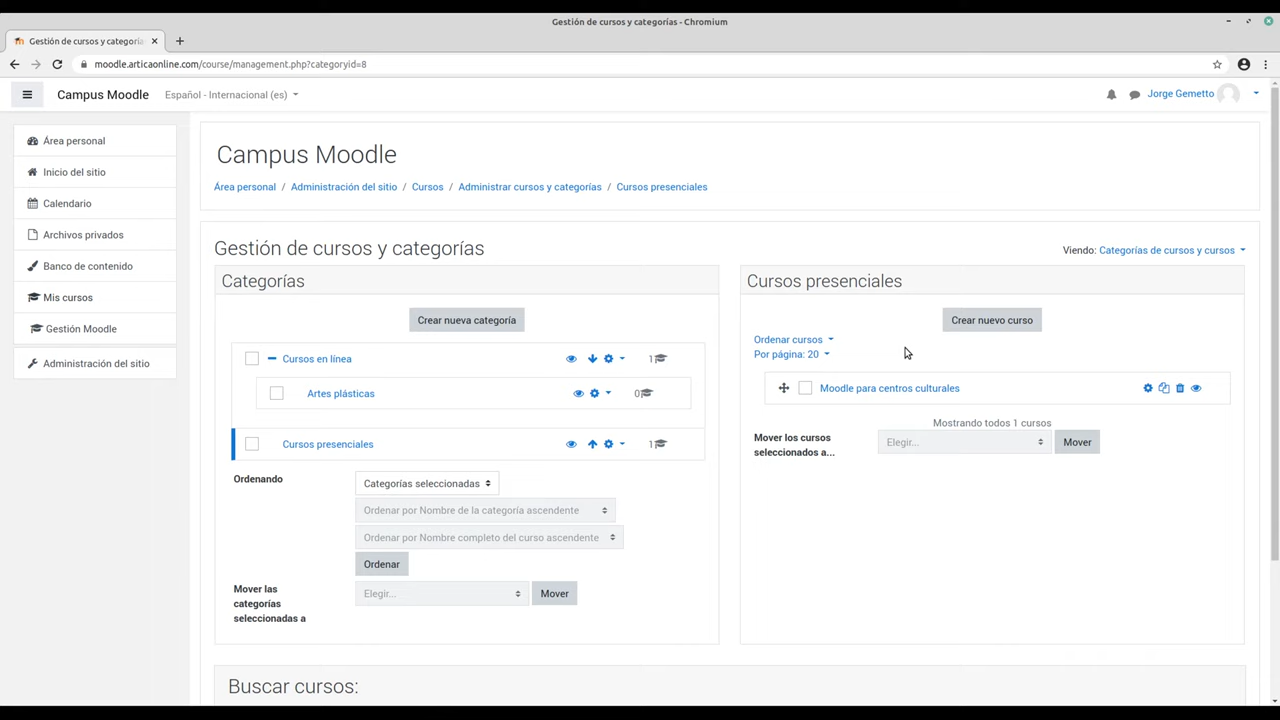 Gestión de cursos y categorías - Chromium
Gestión de cursos y categoría
moodle.articaonline.com/course/management.php?categoryid=8
Campus Moodle
Español - Internacional (es)
Jorge Gemetto
Área personal
Inicio del sitio
Calendario
Archivos privados
Banco de contenido
Mis cursos
Gestión Moodle
Administración del sitio
Campus Moodle
Área personal / Administración del sitio / Cursos / Administrar cursos y categorías / Cursos presenciales
Gestión de cursos y categorías
Viendo: Categorías de cursos y cursos
Categorías
Crear nueva categoría
Cursos en línea 1
Artes plásticas 0
Cursos presenciales 1
Ordenando
Categorías seleccionadas
Ordenar por Nombre de la categoría ascendente
Ordenar por Nombre completo del curso ascendente
Ordenar
Mover las
categorías
seleccionadas a
Elegir...
Mover
Cursos presenciales
Crear nuevo curso
Ordenar cursos
Por página: 20
Moodle para centros culturales
Mostrando todos 1 cursos
Mover los cursos
seleccionados a...
Elegir...
Mover
Buscar cursos: